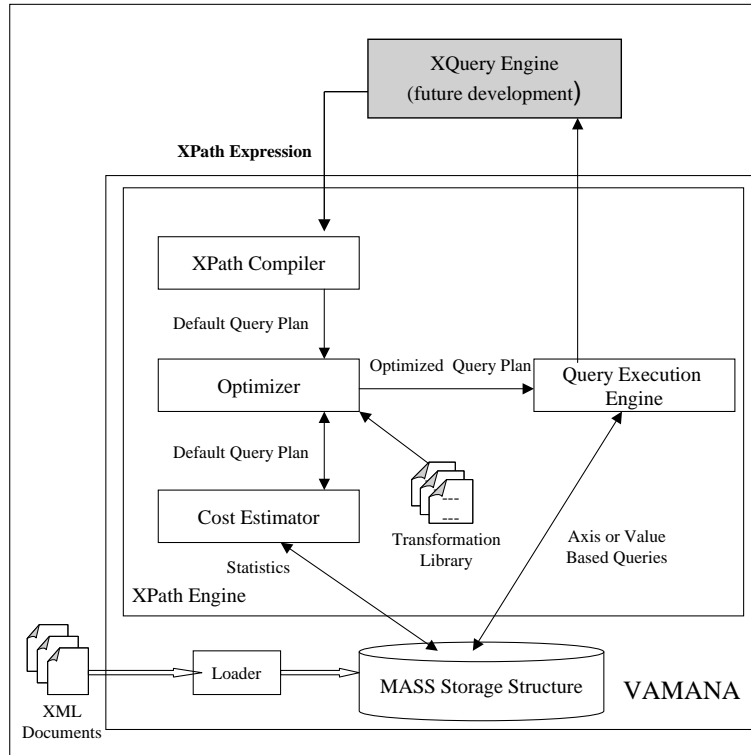 XQuery Engine
(future development)
XPath Expression
XPath Compiler
Default Query Plan
Optimizer
Optimized Query Plan
Query Execution
Engine
Default Query Plan
Cost Estimator
---
---
Transformation
Library
Axis or Value
Based Queries
Statistics
XPath Engine
XML
Documents
Loader
MASS Storage Structure
VAMANA